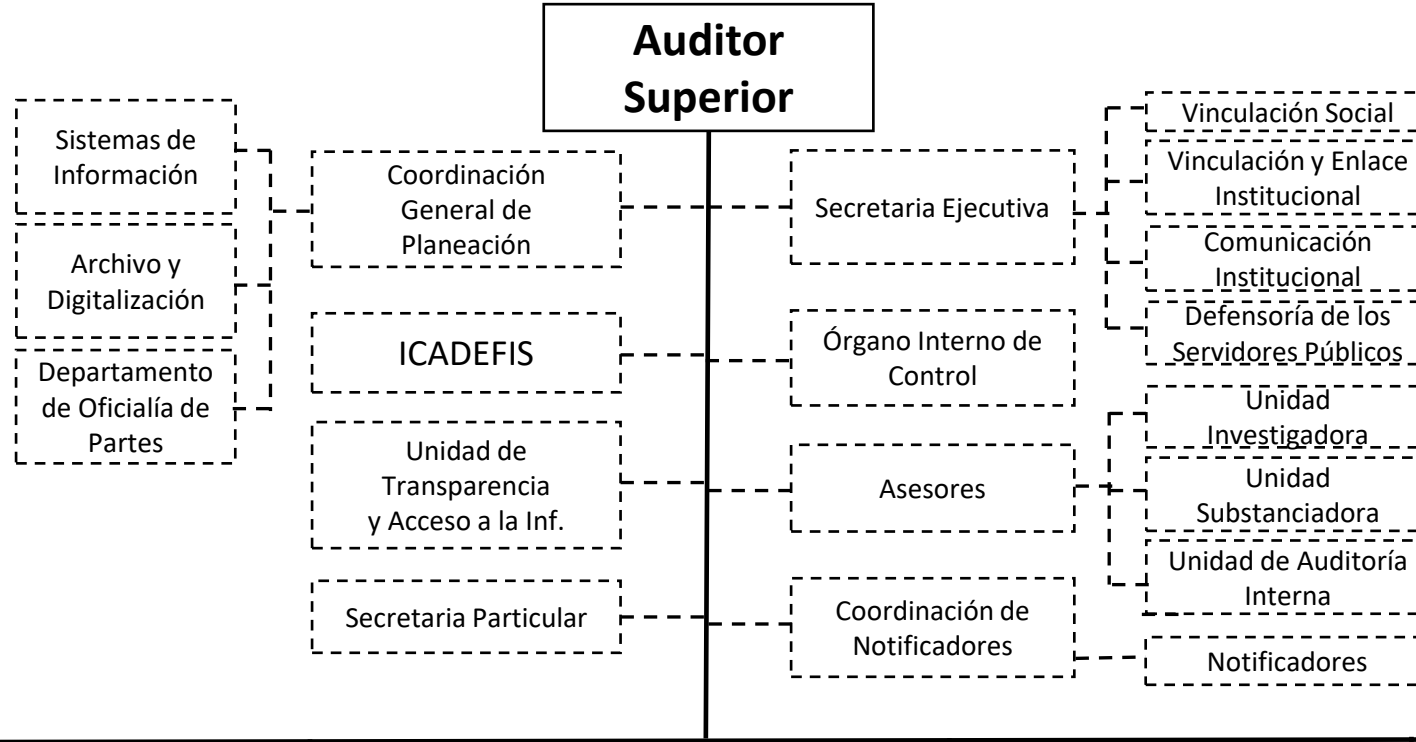 Auditor
Superior
Sistemas de
Información
Archivo y
Digitalización
Departamento
de Oficialía de
Partes
Coordinación
General de
Planeación
ICADEFIS
Unidad de
Transparencia
y Acceso a la Inf.
Secretaria Particular
Secretaria Ejecutiva
Órgano Interno de
Control
Asesores
Coordinación de
Notificadores
Vinculación Social
Vinculación y Enlace
Institucional
Comunicación
Institucional
Defensoría de los
Servidores Públicos
Unidad
Investigadora
Unidad
Substanciadora
Unidad de Auditoría
Interna
Notificadores